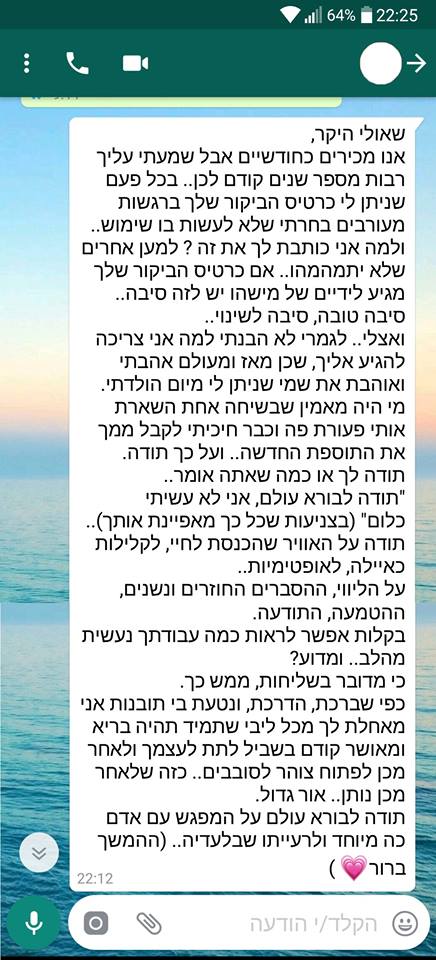 64% 22:25
שאולי היקר,
אנו מכירים כחודשיים אבל שמעתי עליך
רבות מספר שנים קודם לכן.. בכל פעם
שניתן לי כרטיס הביקור שלך ברגשות
מעורבים בחרתי שלא לעשות בו שימוש..
ולמה אני כותבת לך את זה ? למען אחרים
שלא יתמהמהו.. אם כרטיס הביקור שלך
מגיע לידיים של מישהו יש לזה סיבה..
סיבה טובה, סיבה לשינוי..
ואצלי.. לגמרי לא הבנתי למה אני צריכה
להגיע אליך, שכן מאז ומעולם אהבתי
ואוהבת את שמי שניתן לי מיום הולדתי.
מי היה מאמין שבשיחה אחת השארת
אותי פעורת פה וכבר חיכיתי לקבל ממך
את התוספת החדשה.. ועל כך תודה.
תודה לך או כמה שאתה אומר..
"תודה לבורא עולם, אני לא עשיתי
כלום" (בצניעות שכל כך מאפיינת אותך)..
תודה על האוויר שהכנסת לחיי, לקלילות
כאיילה, לאופטימיות..
על הליווי, ההסברים החוזרים ונשנים,
ההטמעה, התודעה.
בקלות אפשר לראות כמה עבודתך נעשית
מהלב.. ומדוע?
כי מדובר בשליחות, ממש כך.
כפי שברכת, הדרכת, ונטעת בי תובנות אני
מאחלת לך מכל ליבי שתמיד תהיה בריא
ומאושר קודם בשביל לתת לעצמך ולאחר
מכן לפתוח צוהר לסובבים.. כזה שלאחר
מכן נותן.. אור גדול.
תודה לבורא עולם על המפגש עם אדם
כה מיוחד ולרעייתו שבלעדיה.. (ההמשך
ברור💗 )
22:12
הקלד/י הודעה